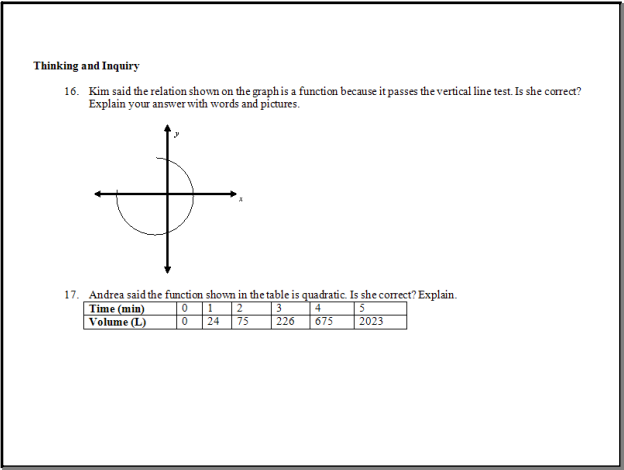 Thinking and Inquiry
16. Kim said the relation shown on the graph is a function because it passes the vertical line test. Is she correct?
Explain your answer with words and pictures.
y
x
17. Andrea said the function shown in the table is quadratic. Is she correct? Explain.
Time (min) 0 1 2 3 4 5
Volume (L) 0 24 75 226 675 2023